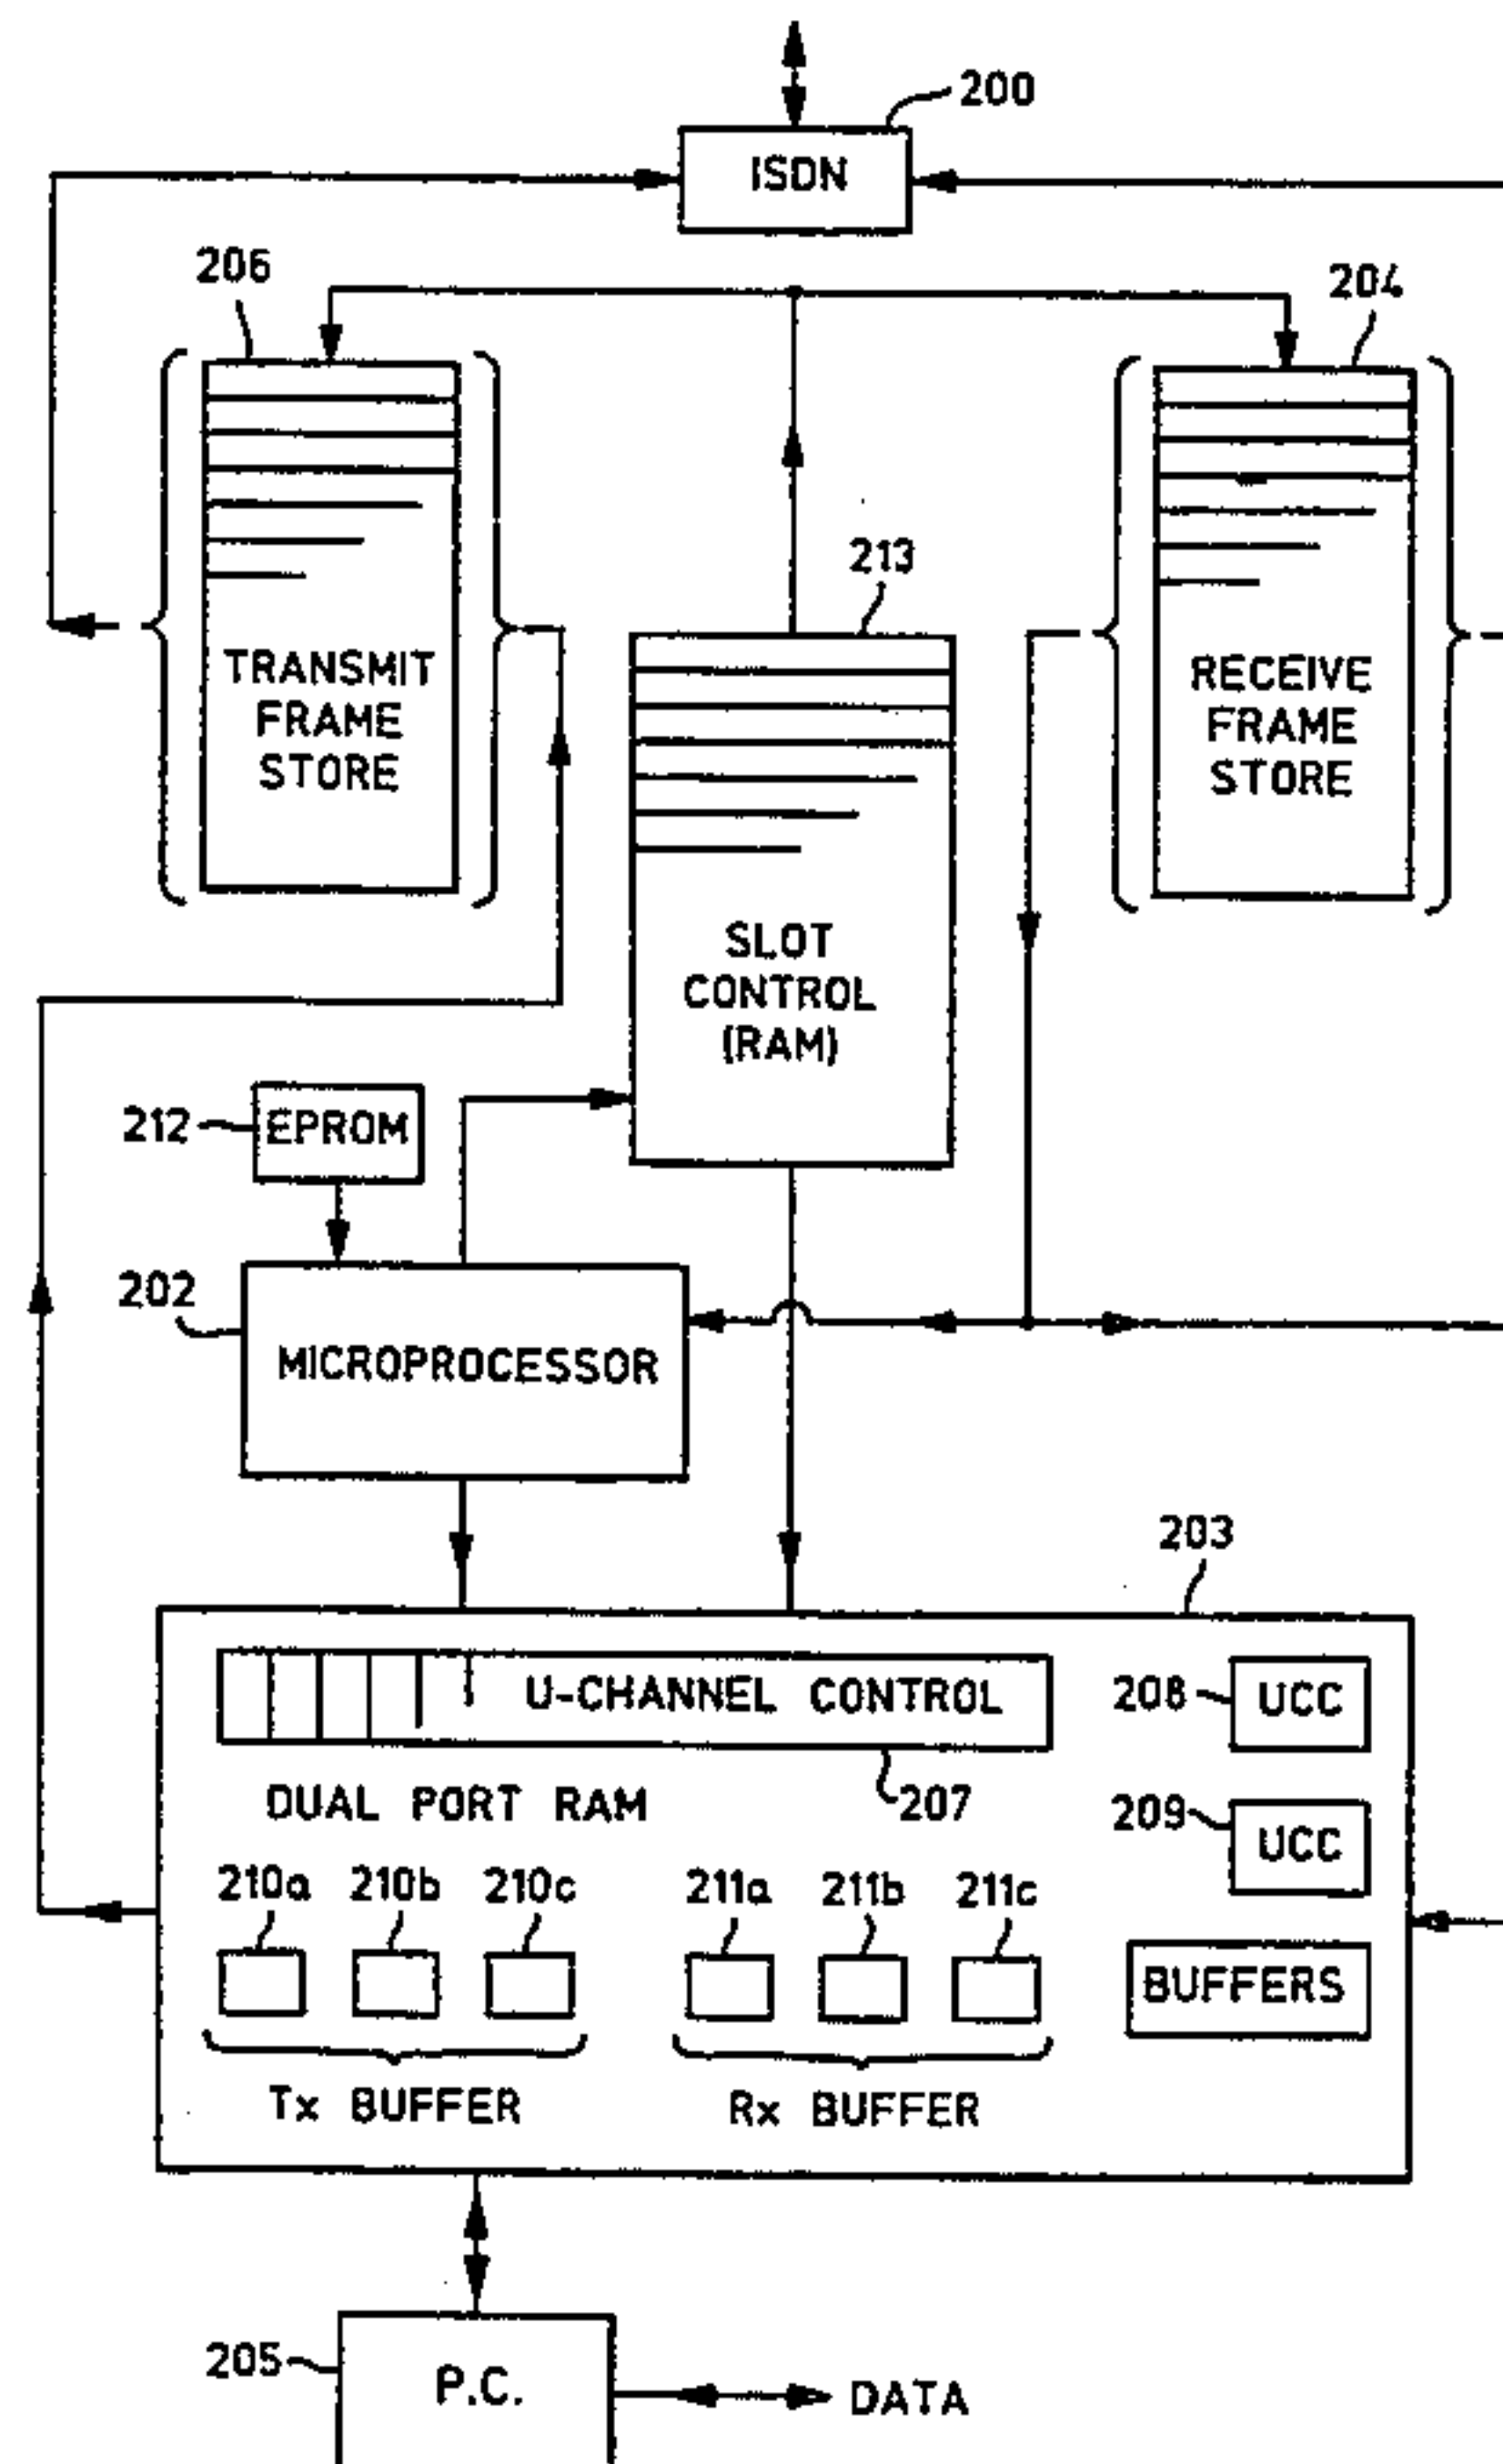 200
ISDN
206
204
213
TRANSMIT
FRAME
STORE
RECEIVE
FRAME
STORE
SLOT
CONTROL
(RAM)
212
EPROM
202
MICROPROCESSOR
203
U-CHANNEL CONTROL
208
UCC
DUAL PORT RAM
207
209
UCC
210a 210b 210c
211a 211b 211c
BUFFERS
Tx BUFFER
Rx BUFFER
205
P.C.
DATA